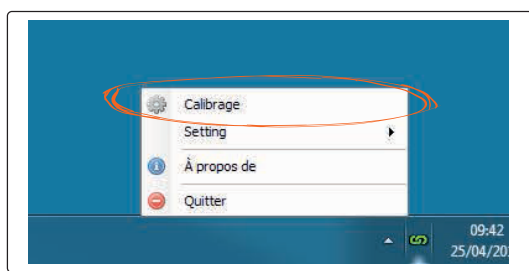 Calibrage
Setting
À propos de
Quitter
09:42
25/04/20